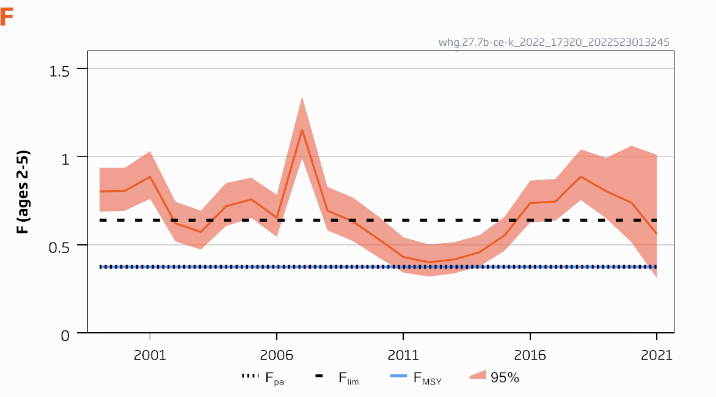 F
whg.27.7b-ce-k_2022_17320_2022523013245
1.5
1
0.5
0
F (ages 2-5)
2001 2006 2011 2016 2021
Fpa Flim FMSY 95%